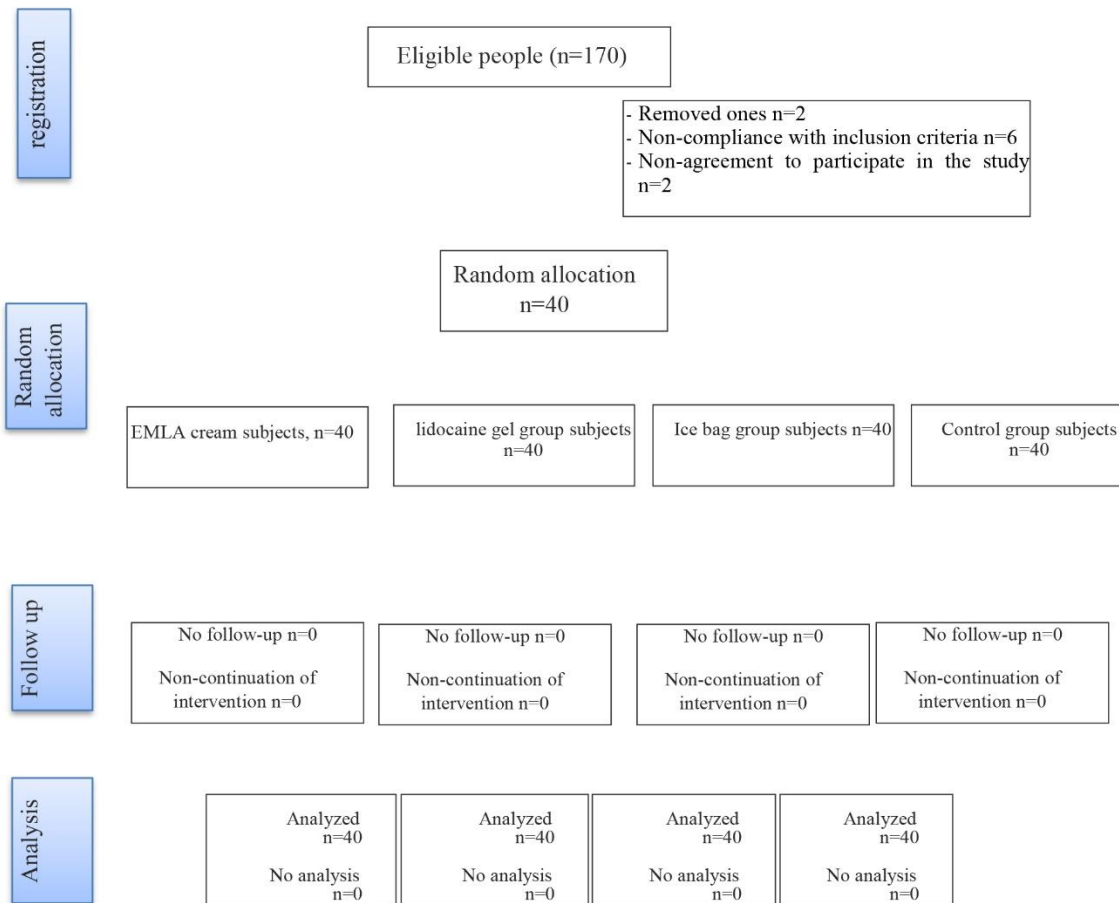 registration
Eligible people (n=170)
- Removed ones n=2
- Non-compliance with inclusion criteria n=6
- Non-agreement to participate in the study
n=2
Random
allocation
Random allocation
n=40
EMLA cream subjects, n=40
lidocaine gel group subjects
n=40
Ice bag group subjects n=40
Control group subjects
n=40
Follow up
No follow-up n=0
Non-continuation of
intervention n=0
No follow-up n=0
Non-continuation of
intervention n=0
No follow-up n=0
Non-continuation of
intervention n=0
No follow-up n=0
Non-continuation of
intervention n=0
Analysis
Analyzed
n=40
No analysis
n=0
Analyzed
n=40
No analysis
n=0
Analyzed
n=40
No analysis
n=0
Analyzed
n=40
No analysis
n=0